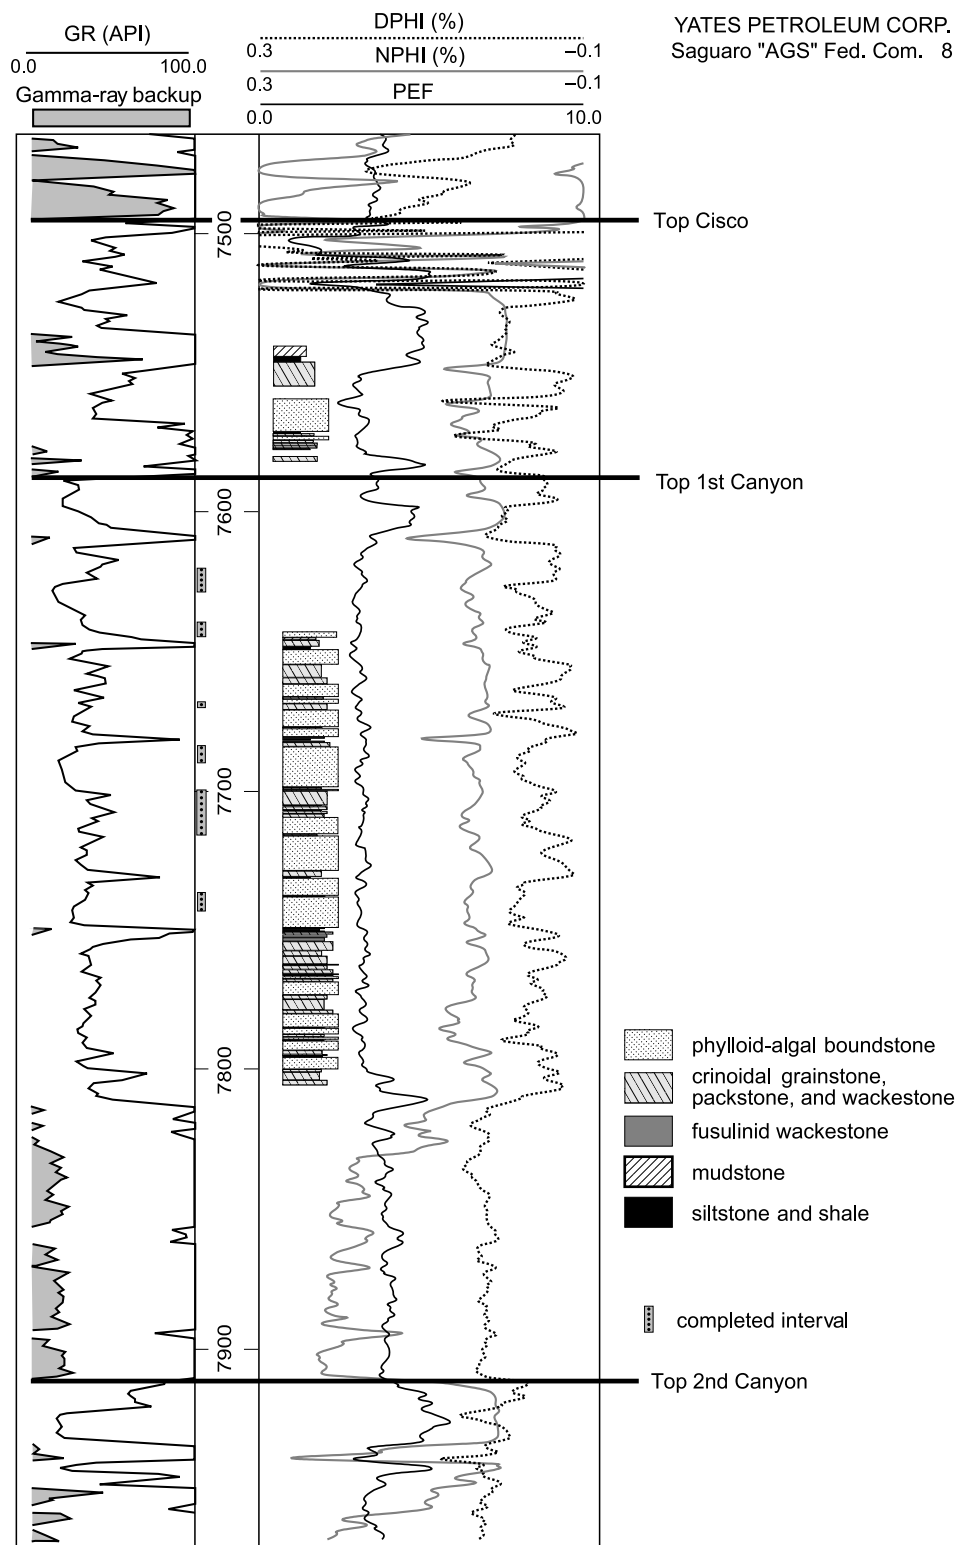 GR (API)
0.0 100.0
Gamma-ray backup
DPHI (%)
0.3 –0.1
NPHI (%)
0.3 –0.1
PEF
0.0 10.0
YATES PETROLEUM CORP.
Saguaro "AGS" Fed. Com. 8
Top Cisco
7500
Top 1st Canyon
7600
7700
7800
7900
Top 2nd Canyon
phylloid-algal boundstone
crinoidal grainstone,
packstone, and wackestone
fusulinid wackestone
mudstone
siltstone and shale
completed interval